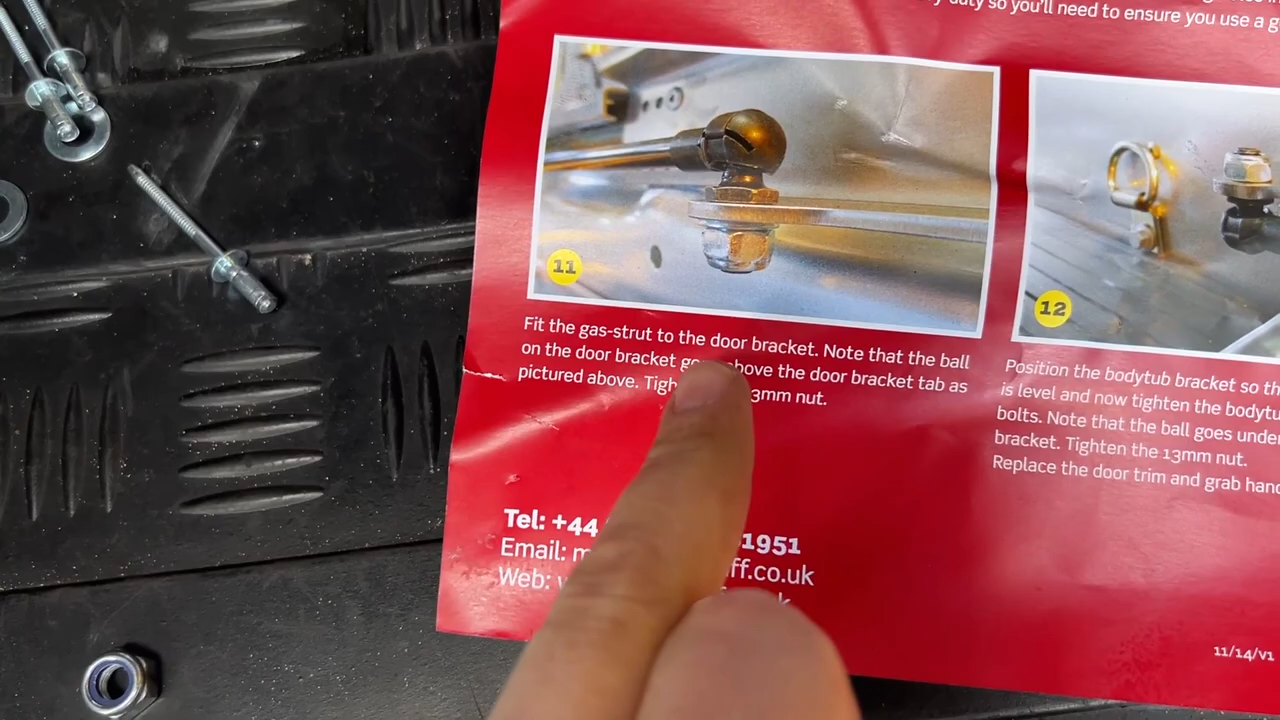 duty so you'll need to ensure you use a g
11
Fit the gas-strut to the door bracket. Note that the ball
on the door bracket above the door bracket tab as
pictured above. 13mm nut.
12
Position the bodytub bracket so th
is level and now tighten the bodytu
bolts. Note that the ball goes unde
bracket. Tighten the 13mm nut.
Replace the door trim and grab hand
Tel: +44 1951
Email: m ff.co.uk
Web:
11/14/v1